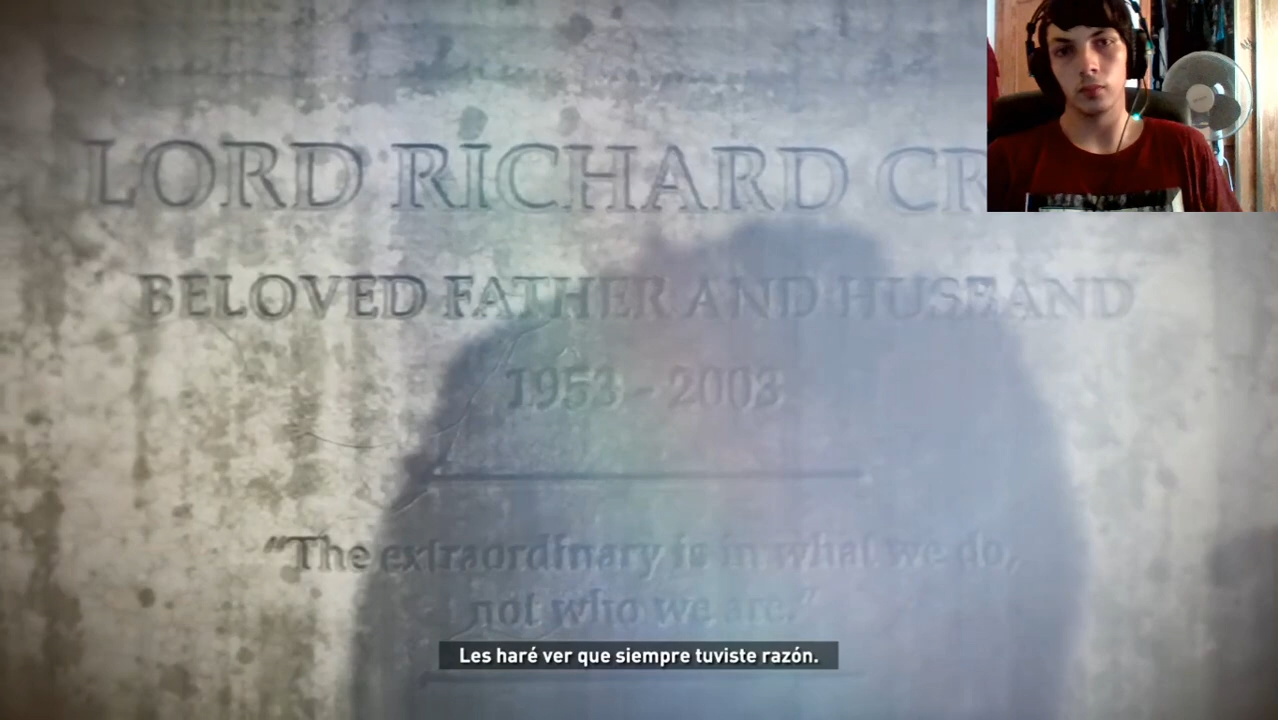 LORD RICHARD CR
BELOVED FATHER AND HUSBAND
1953 - 2003
“The extraordinary is in what we do,
not who we are.”
Les haré ver que siempre tuviste razón.